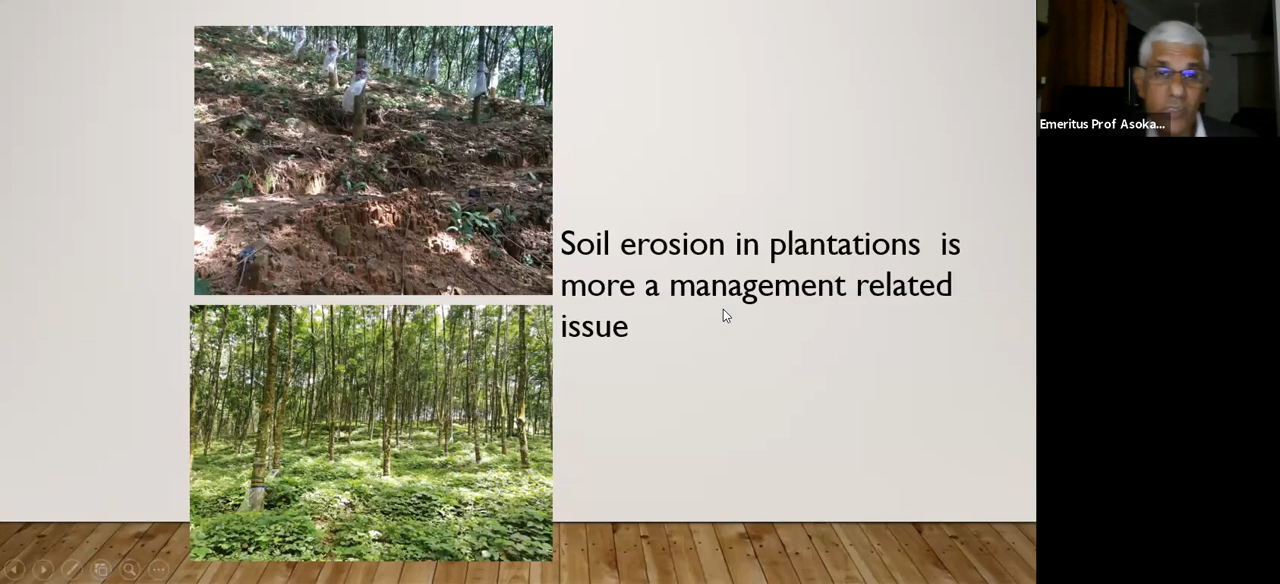 Soil erosion in plantations  is
more a management related
issue
Emeritus Prof Asoka...